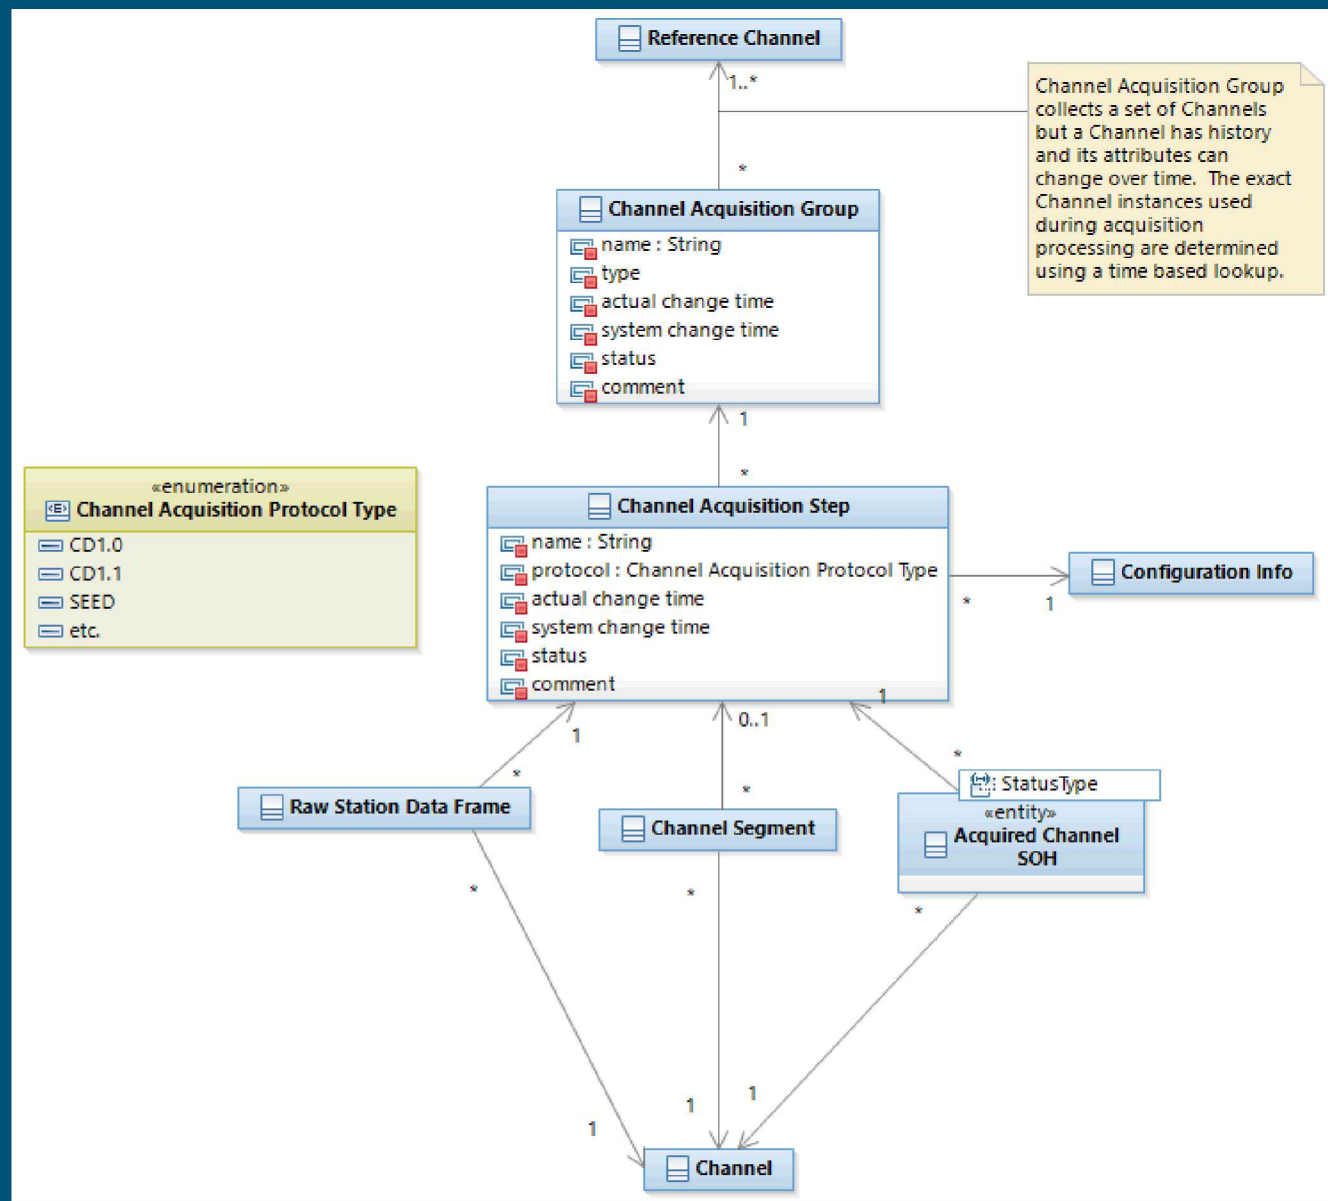 Reference Channel
1..*
Channel Acquisition Group
collects a set of Channels
but a Channel has history
and its attributes can
change over time.  The exact
Channel instances used
during acquisition
processing are determined
using a time based lookup.
*
Channel Acquisition Group
name : String
type
actual change time
system change time
status
comment
1
*
«enumeration»
Channel Acquisition Protocol Type
CD1.0
CD1.1
SEED
etc.
Channel Acquisition Step
name : String
protocol : Channel Acquisition Protocol Type
actual change time
system change time
status
comment
*
1
Configuration Info
1
0..1
1
*
*
*
Raw Station Data Frame
Channel Segment
: StatusType
«entity»
Acquired Channel
SOH
*
*
*
1
1
1
Channel